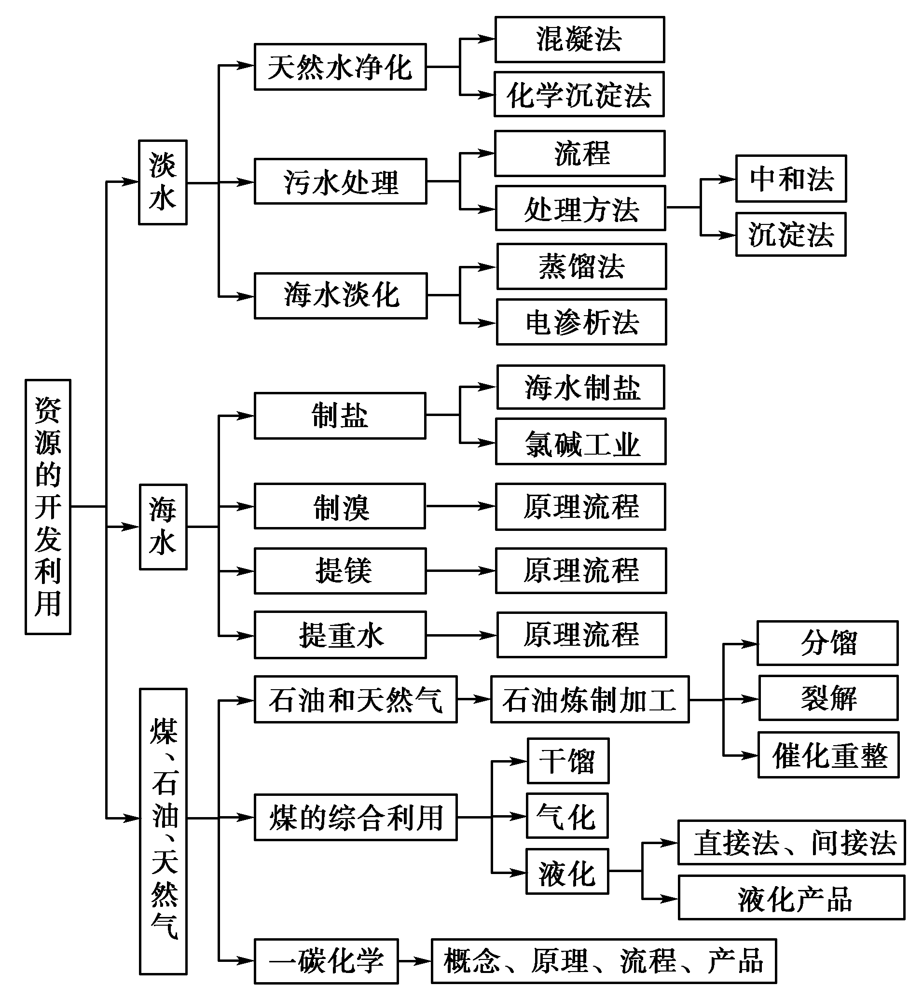 资源的开发利用
淡水
天然水净化
混凝法
化学沉淀法
污水处理
流程
处理方法
中和法
沉淀法
海水淡化
蒸馏法
电渗析法
海水
制盐
海水制盐
氯碱工业
制溴
原理流程
提镁
原理流程
提重水
原理流程
煤、石油、天然气
石油和天然气
石油炼制加工
分馏
裂解
催化重整
煤的综合利用
干馏
气化
液化
直接法、间接法
液化产品
一碳化学
概念、原理、流程、产品